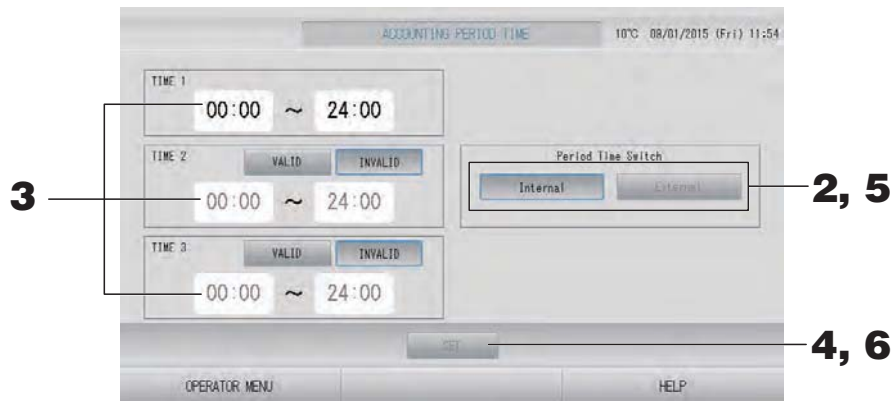 ACCOUNTING PERIOD TIME 10°C 08/01/2015 (Fri) 11:54
TIME 1
00:00 ~ 24:00
TIME 2 VALID INVALID
00:00 ~ 24:00
TIME 3 VALID INVALID
00:00 ~ 24:00
Period Time Switch
Internal External
SET
OPERATOR MENU HELP
3
2, 5
4, 6